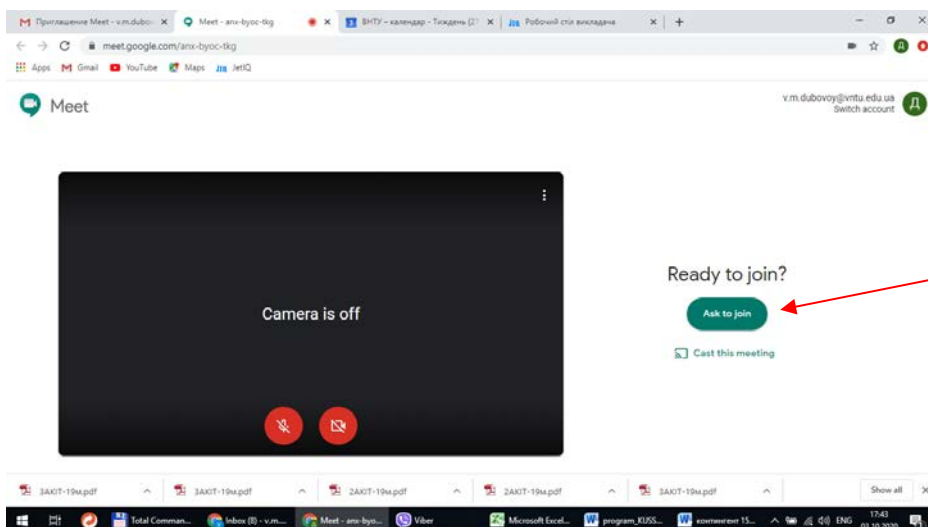 Приглашение Meet - v.m.dubo
Meet - anx-byoc-tkg
ВНТУ – календар - Тиждень (2
Робочий стіл викладача
meet.google.com/anx-byoc-tkg
Apps Gmail YouTube Maps JetIQ
Meet
v.m.dubovoy@vntu.edu.ua
Switch account
Д
Camera is off
Ready to join?
Ask to join
Cast this meeting
3АКІТ-19м.pdf
3АКІТ-19м.pdf
2АКІТ-19м.pdf
2АКІТ-19м.pdf
3АКІТ-19м.pdf
Show all
Total Comman...
Inbox (8) - v.m....
Meet - anx-byo...
Viber
Microsoft Excel...
program_KUSS...
контингент 15...
ENG
17:43
01.10.2020